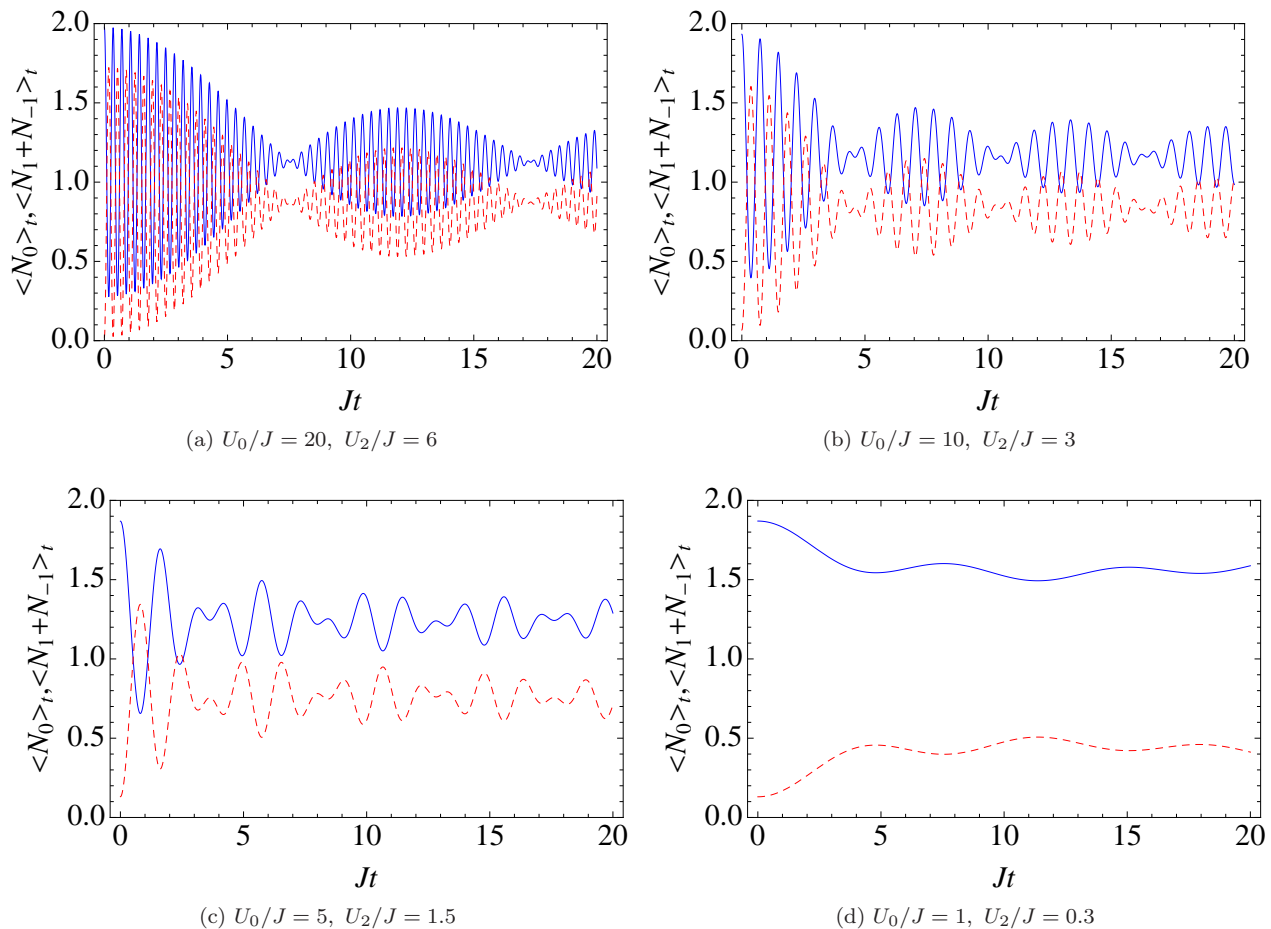 2.0
1.5
1.0
0.5
0.0
<N₀>ₜ,<N₁+N₋₁>ₜ
0 5 10 15 20
Jt
(a) U₀/J = 20, U₂/J = 6
2.0
1.5
1.0
0.5
0.0
<N₀>ₜ,<N₁+N₋₁>ₜ
0 5 10 15 20
Jt
(b) U₀/J = 10, U₂/J = 3
2.0
1.5
1.0
0.5
0.0
<N₀>ₜ,<N₁+N₋₁>ₜ
0 5 10 15 20
Jt
(c) U₀/J = 5, U₂/J = 1.5
2.0
1.5
1.0
0.5
0.0
<N₀>ₜ,<N₁+N₋₁>ₜ
0 5 10 15 20
Jt
(d) U₀/J = 1, U₂/J = 0.3